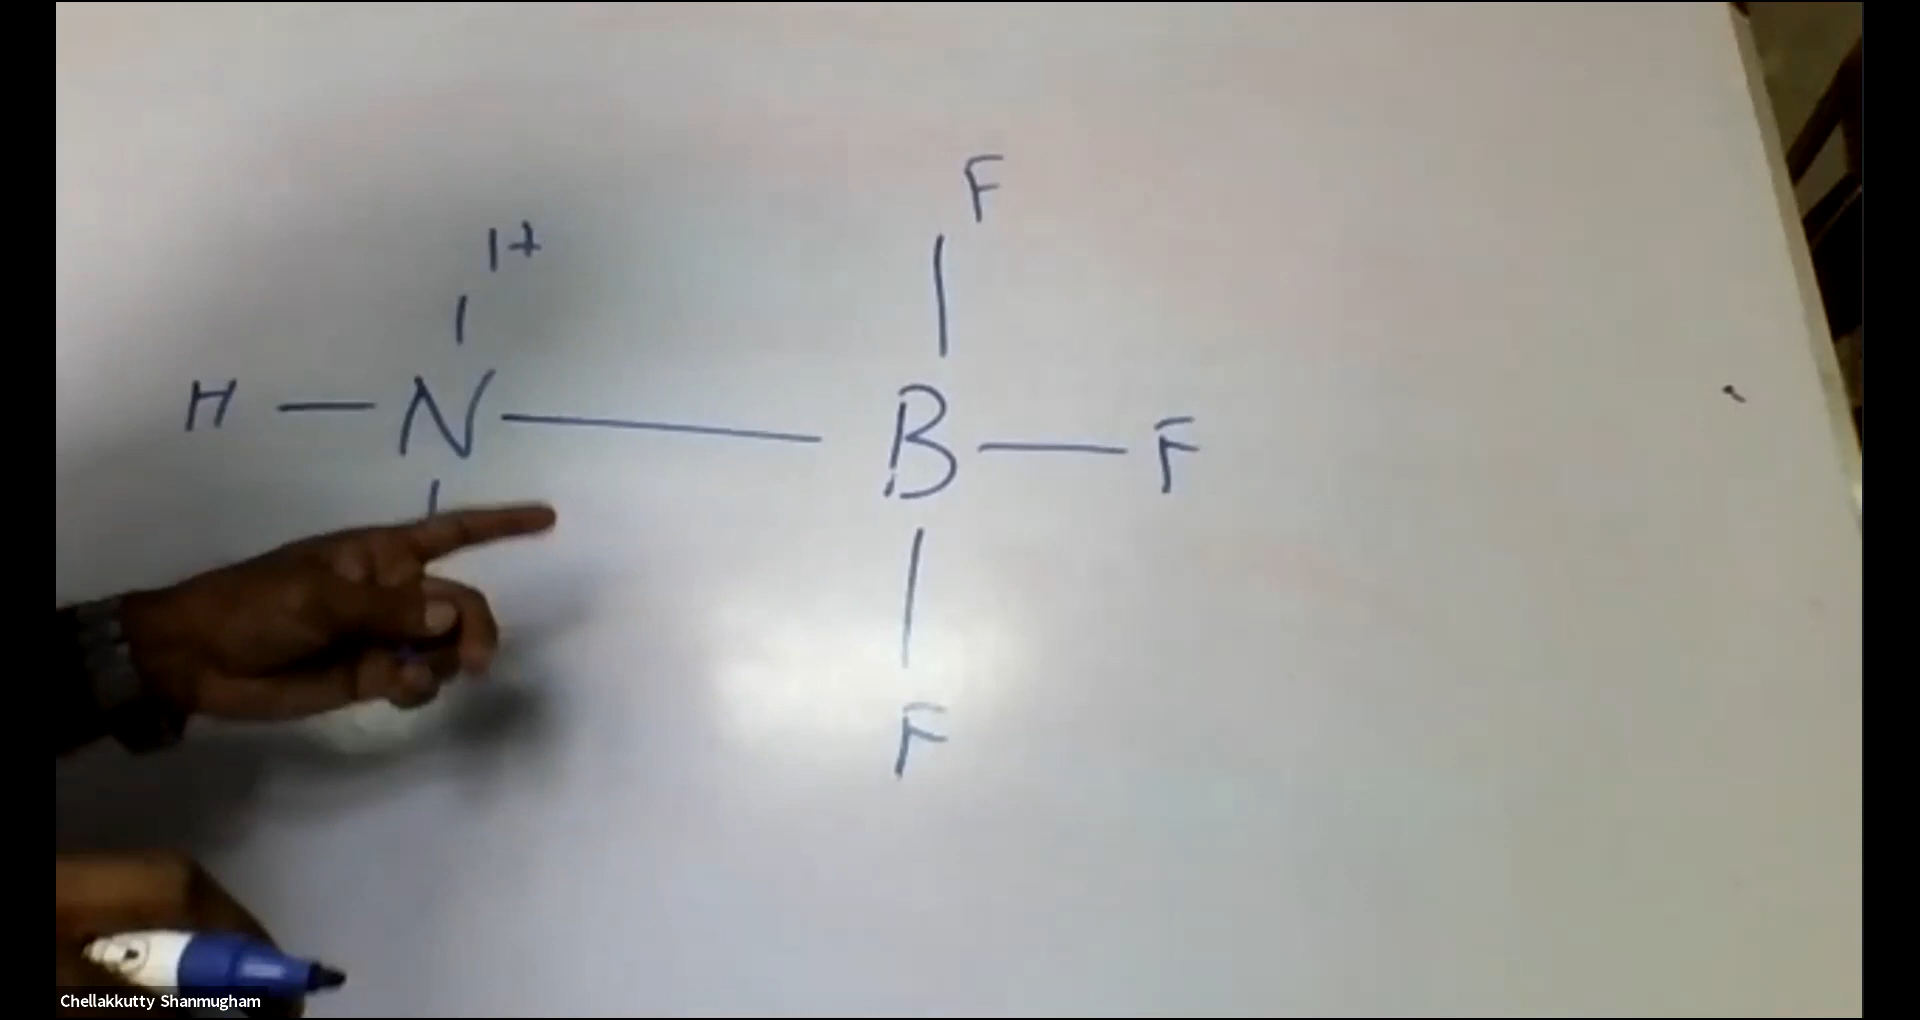 F
H
H — N — B — F
F
Chellakkutty Shanmugham